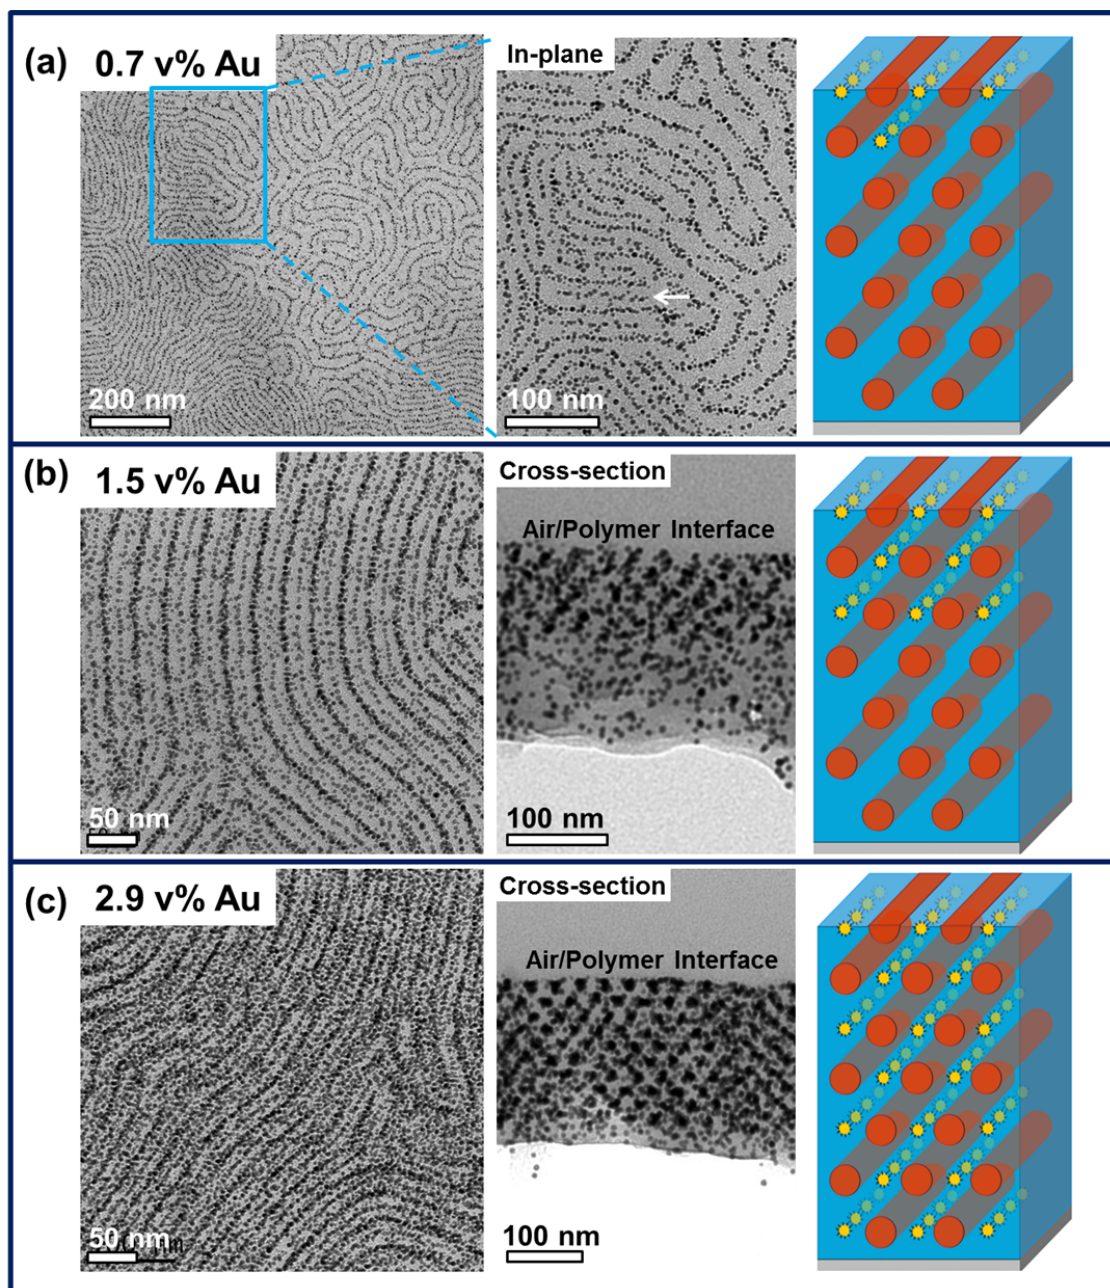 (a) 0.7 v% Au
In-plane
200 nm
100 nm
(b) 1.5 v% Au
Cross-section
Air/Polymer Interface
50 nm
100 nm
(c) 2.9 v% Au
Cross-section
Air/Polymer Interface
50 nm
100 nm